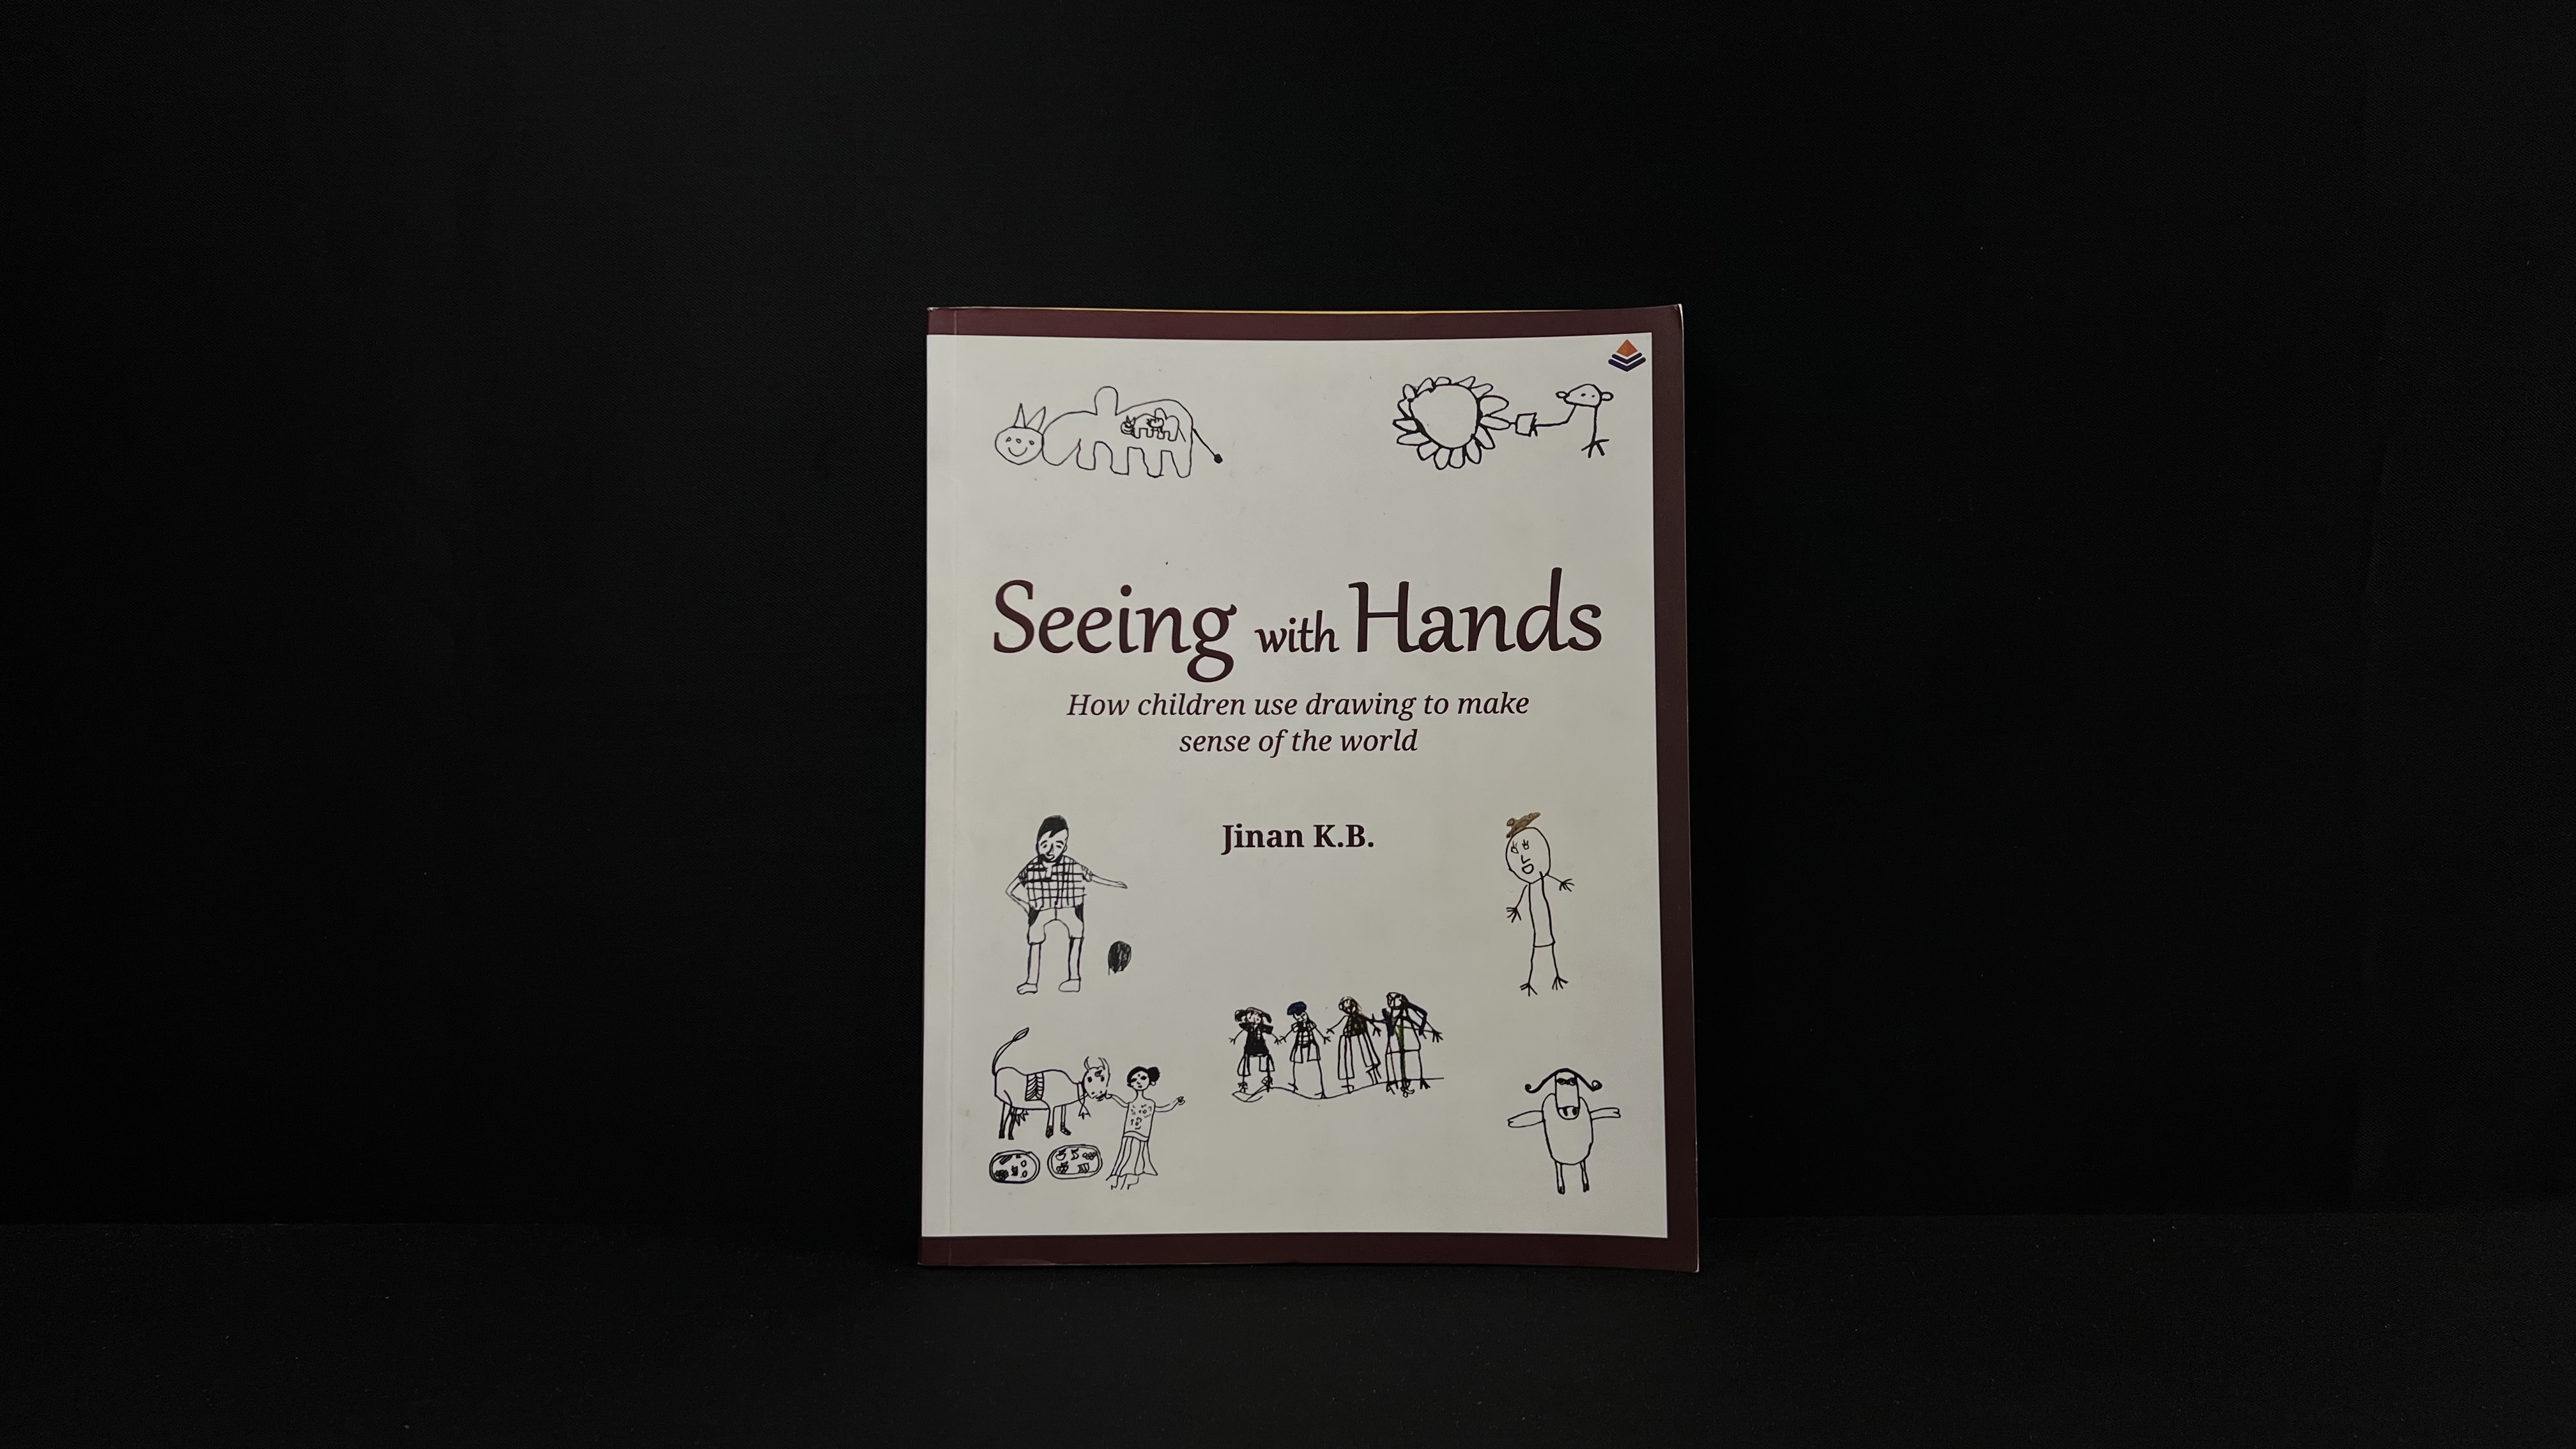 Seeing with Hands
How children use drawing to make
sense of the world
Jinan K.B.